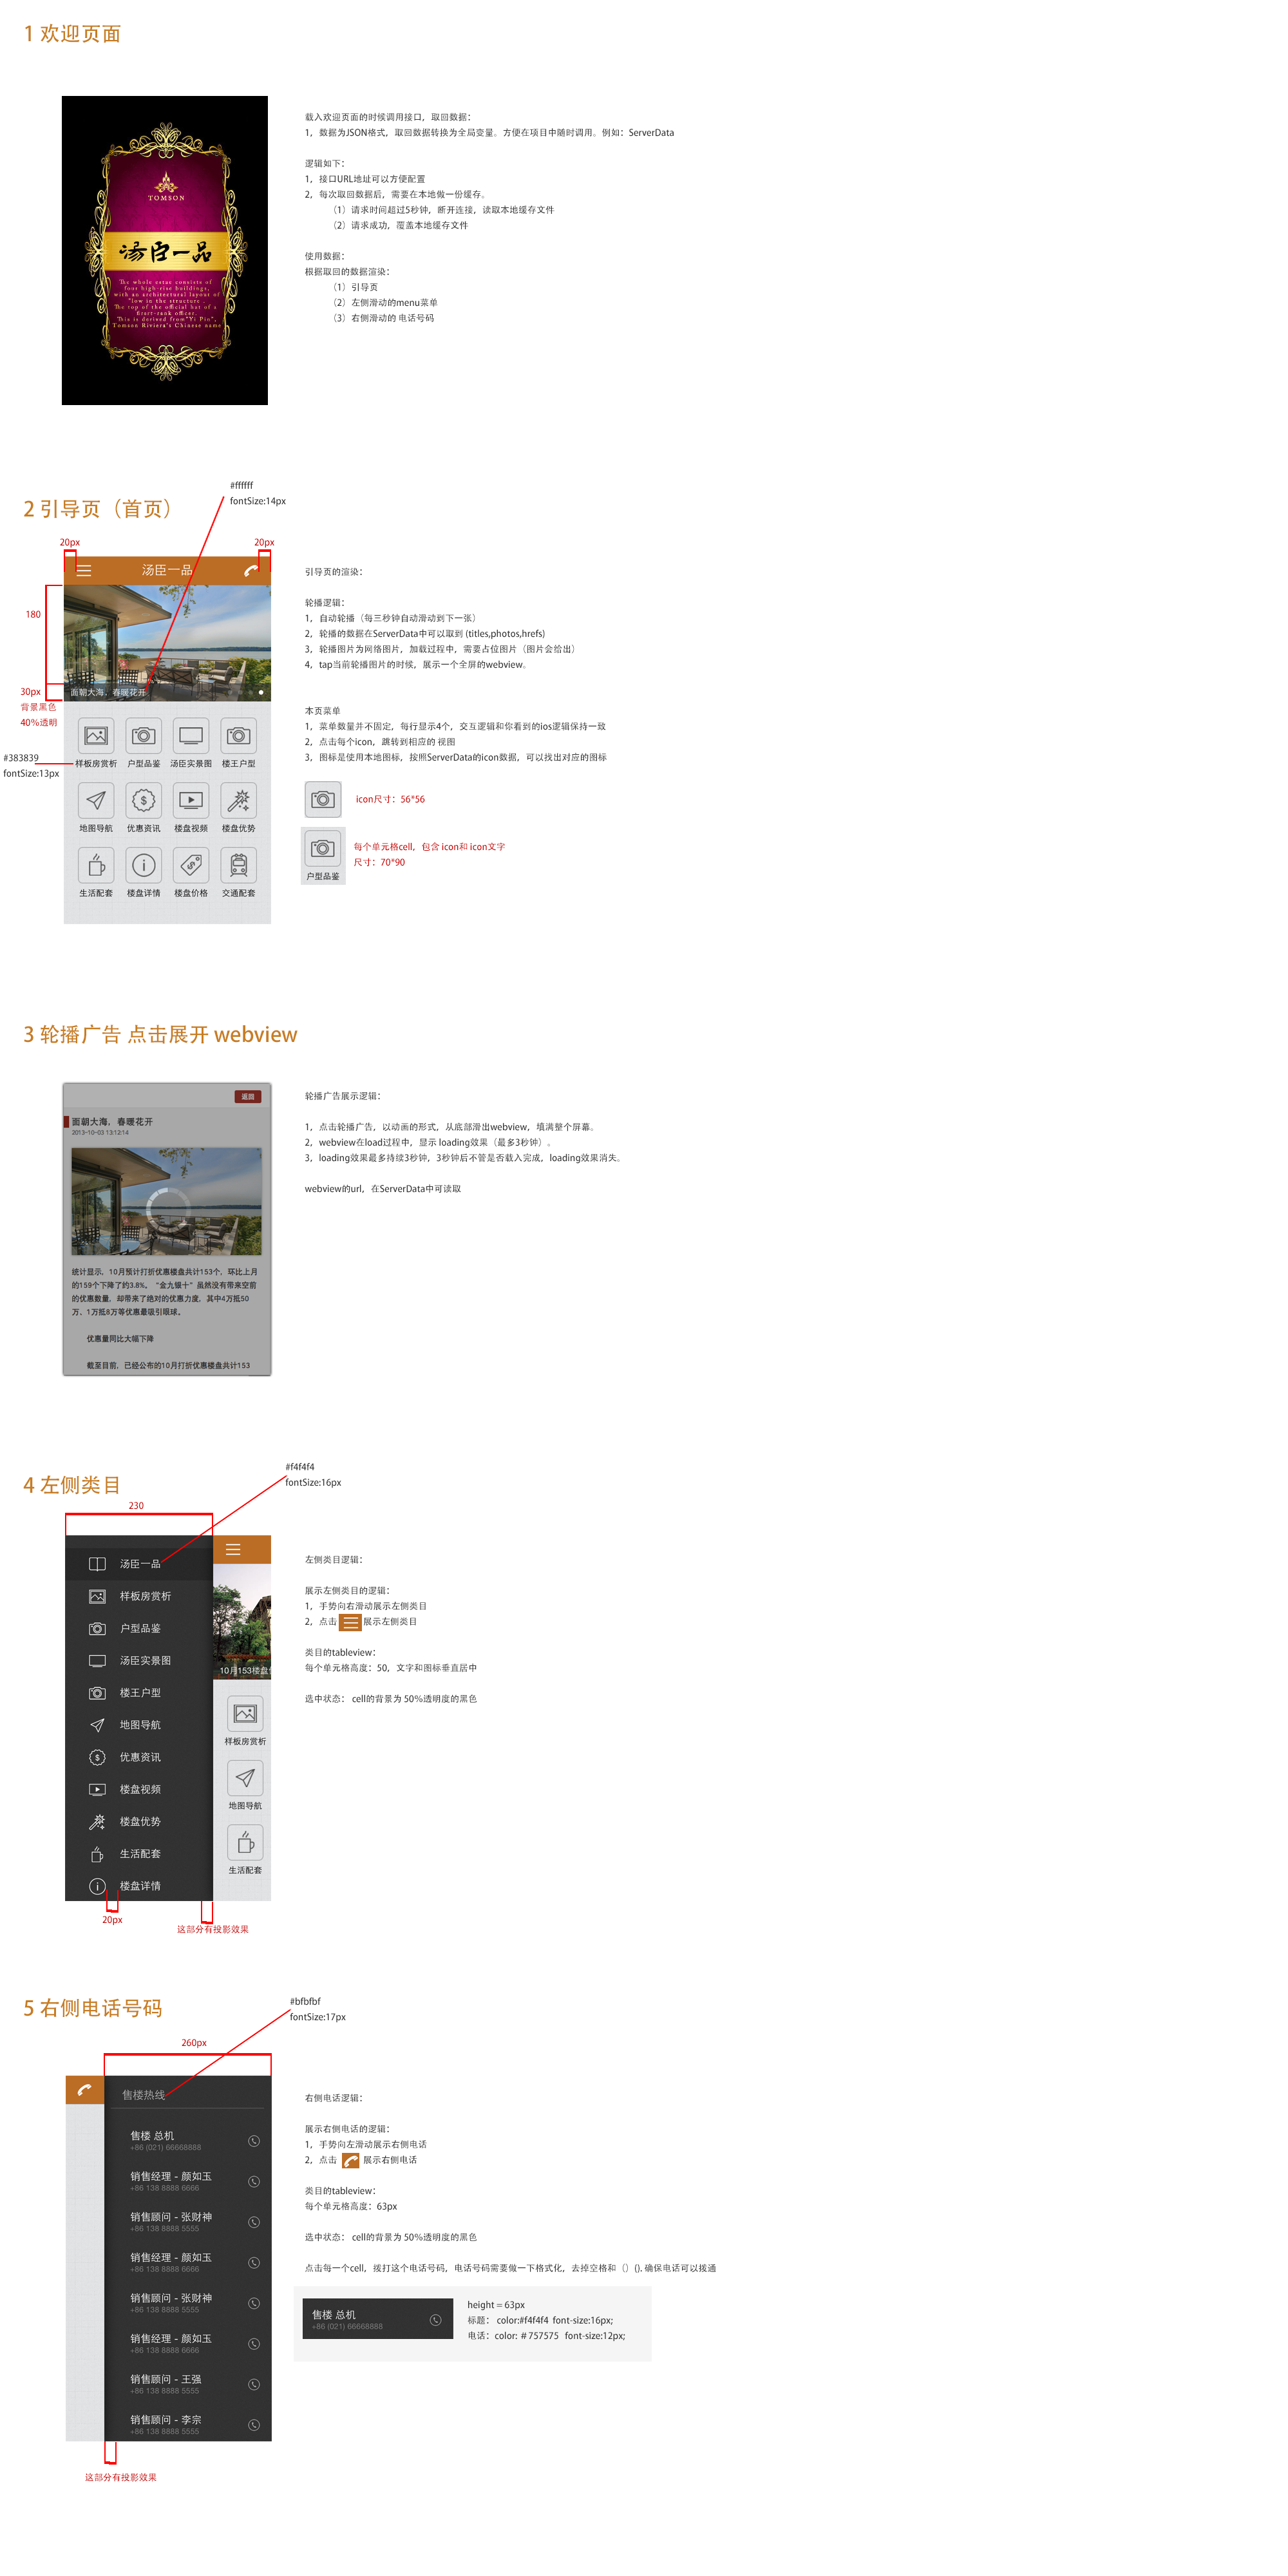 1 欢迎页面
TOMSON
汤臣一品
The whole estae consists of
four high-rise buildings,
with an architectural layout of
"low in the structure .
The top of the official hat of a
first-rank officer.
This is derived from"Yi Pin",
Tomson Riviera's Chinese name
载入欢迎页面的时候调用接口，取回数据：
1，数据为JSON格式，取回数据转换为全局变量。方便在项目中随时调用。例如：ServerData
逻辑如下：
1，接口URL地址可以方便配置
2，每次取回数据后，需要在本地做一份缓存。
（1）请求时间超过5秒钟，断开连接，读取本地缓存文件
（2）请求成功，覆盖本地缓存文件
使用数据：
根据取回的数据渲染：
（1）引导页
（2）左侧滑动的menu菜单
（3）右侧滑动的 电话号码
2 引导页（首页）
#ffffff
fontSize:14px
20px
20px
汤臣一品
180
30px
背景黑色
40%透明
面朝大海，春暖花开
#383839
fontSize:13px
样板房赏析 户型品鉴 汤臣实景图 楼王户型
地图导航 优惠资讯 楼盘视频 楼盘优势
生活配套 楼盘详情 楼盘价格 交通配套
引导页的渲染：
轮播逻辑：
1，自动轮播（每三秒钟自动滑动到下一张）
2，轮播的数据在ServerData中可以取到 (titles,photos,hrefs)
3，轮播图片为网络图片，加载过程中，需要占位图片（图片会给出）
4，tap当前轮播图片的时候，展示一个全屏的webview。
本页菜单
1，菜单数量并不固定，每行显示4个，交互逻辑和你看到的ios逻辑保持一致
2，点击每个icon，跳转到相应的 视图
3，图标是使用本地图标，按照ServerData的icon数据，可以找出对应的图标
icon尺寸：56*56
每个单元格cell，包含 icon和 icon文字
尺寸：70*90
户型品鉴
3 轮播广告 点击展开 webview
返回
面朝大海，春暖花开
2013-10-03 13:12:14
统计显示，10月预计打折优惠楼盘共计153个，环比上月
的159个下降了约3.8%。"金九银十"虽然没有带来空前
的优惠数量，却带来了绝对的优惠力度，其中4万抵50
万、1万抵8万等优惠最吸引眼球。
优惠量同比大幅下降
截至目前，已经公布的10月打折优惠楼盘共计153
轮播广告展示逻辑：
1，点击轮播广告，以动画的形式，从底部滑出webview，填满整个屏幕。
2，webview在load过程中，显示 loading效果（最多3秒钟）。
3，loading效果最多持续3秒钟，3秒钟后不管是否载入完成，loading效果消失。
webview的url，在ServerData中可读取
4 左侧类目
#f4f4f4
fontSize:16px
230
汤臣一品
样板房赏析
户型品鉴
汤臣实景图
楼王户型
地图导航
优惠资讯
楼盘视频
楼盘优势
生活配套
楼盘详情
10月153楼盘
样板房赏析
地图导航
生活配套
20px
这部分有投影效果
左侧类目逻辑：
展示左侧类目的逻辑：
1，手势向右滑动展示左侧类目
2，点击 展示左侧类目
类目的tableview：
每个单元格高度：50，文字和图标垂直居中
选中状态： cell的背景为 50%透明度的黑色
5 右侧电话号码
#bfbfbf
fontSize:17px
260px
售楼热线
售楼 总机
+86 (021) 66668888
销售经理 - 颜如玉
+86 138 8888 6666
销售顾问 - 张财神
+86 138 8888 5555
销售经理 - 颜如玉
+86 138 8888 6666
销售顾问 - 张财神
+86 138 8888 5555
销售经理 - 颜如玉
+86 138 8888 6666
销售顾问 - 王强
+86 138 8888 5555
销售顾问 - 李宗
+86 138 8888 5555
这部分有投影效果
右侧电话逻辑：
展示右侧电话的逻辑：
1，手势向左滑动展示右侧电话
2，点击 展示右侧电话
类目的tableview：
每个单元格高度：63px
选中状态： cell的背景为 50%透明度的黑色
点击每一个cell，拨打这个电话号码，电话号码需要做一下格式化，去掉空格和（）(). 确保电话可以拨通
售楼 总机
+86 (021) 66668888
height = 63px
标题： color:#f4f4f4 font-size:16px;
电话：color: ＃757575 font-size:12px;